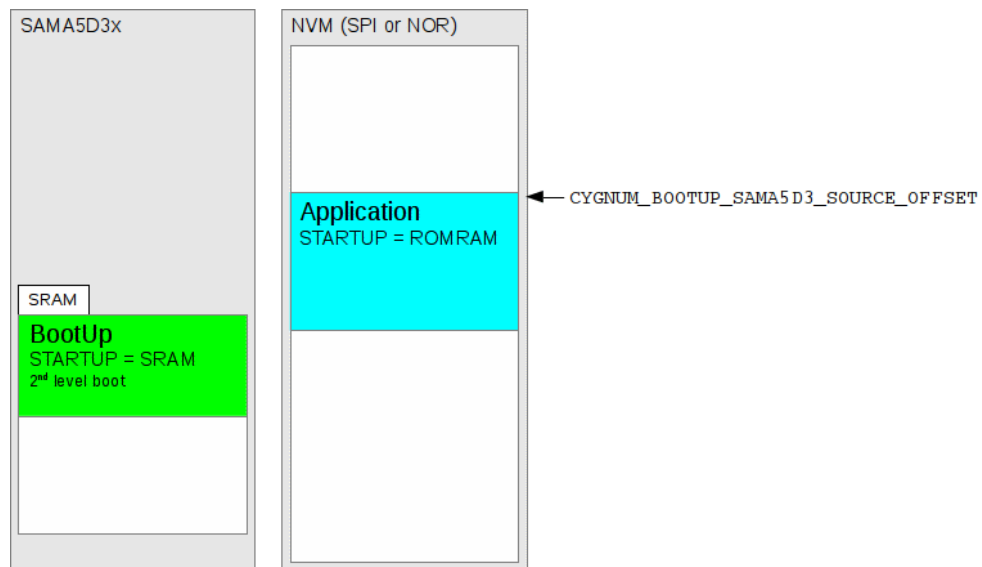 SAMA5D3x
NVM (SPI or NOR)
CYGNUM_BOOTUP_SAMA5D3_SOURCE_OFFSET
Application
STARTUP = ROMRAM
SRAM
BootUp
STARTUP = SRAM
2nd level boot